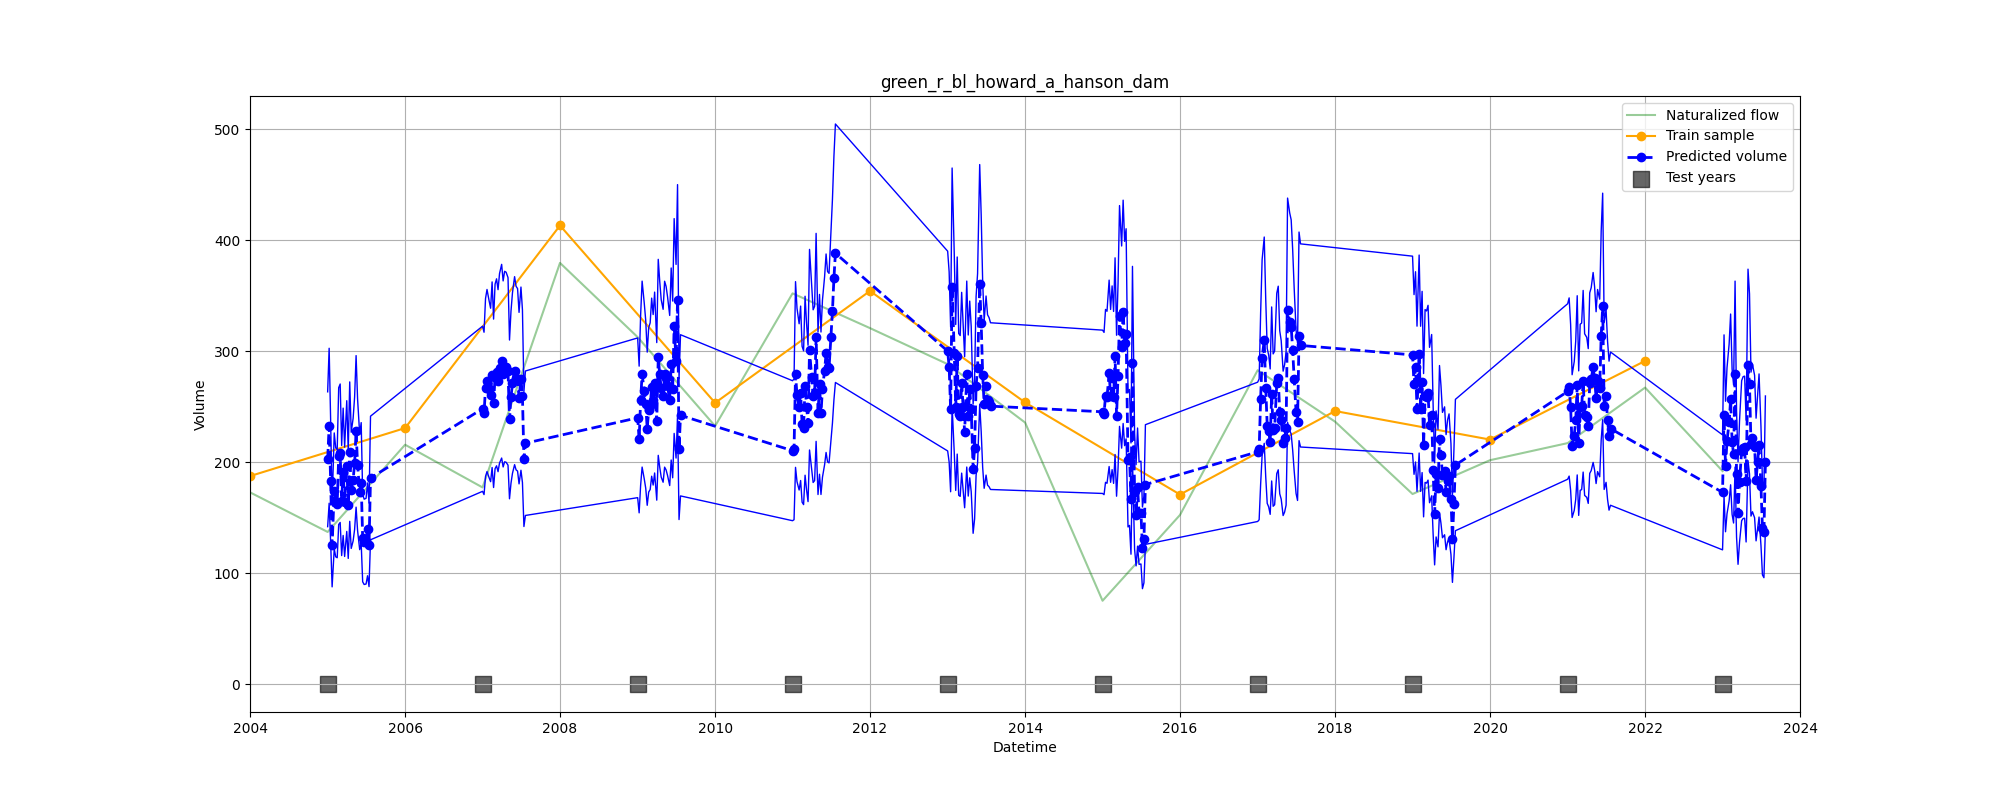 green_r_bl_howard_a_hanson_dam
Naturalized flow
Train sample
Predicted volume
Test years
500
400
300
200
100
0
Volume
2004 2006 2008 2010 2012 2014 2016 2018 2020 2022 2024
Datetime